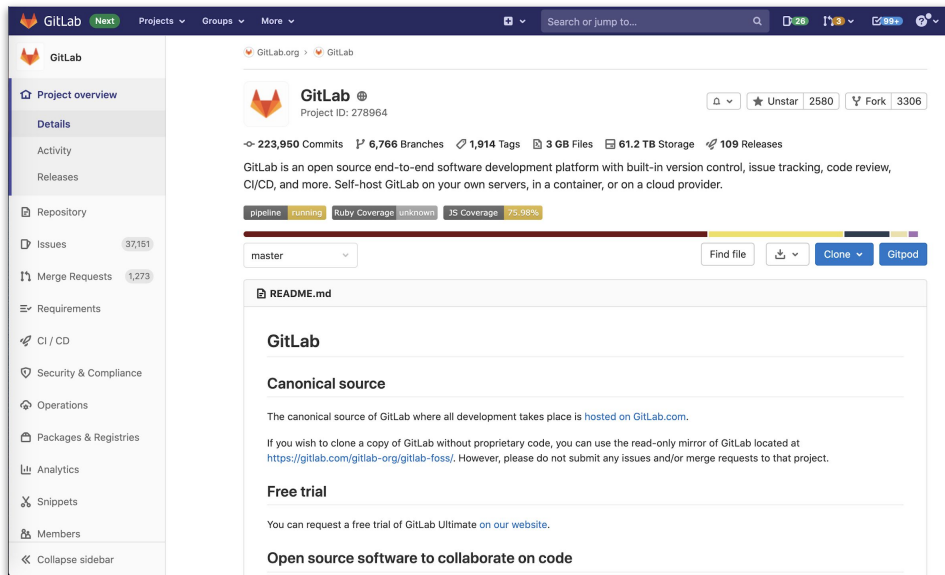 GitLab Next Projects Groups More Search or jump to... 26 3 99+
GitLab
Project overview
Details
Activity
Releases
Repository
Issues 37,151
Merge Requests 1,273
Requirements
CI / CD
Security & Compliance
Operations
Packages & Registries
Analytics
Snippets
Members
Collapse sidebar
GitLab.org > GitLab
GitLab
Project ID: 278964
Unstar 2580 Fork 3306
223,950 Commits 6,766 Branches 1,914 Tags 3 GB Files 61.2 TB Storage 109 Releases
GitLab is an open source end-to-end software development platform with built-in version control, issue tracking, code review,
CI/CD, and more. Self-host GitLab on your own servers, in a container, or on a cloud provider.
pipeline running Ruby Coverage unknown JS Coverage 75.98%
master Find file Clone Gitpod
README.md
GitLab
Canonical source
The canonical source of GitLab where all development takes place is hosted on GitLab.com.
If you wish to clone a copy of GitLab without proprietary code, you can use the read-only mirror of GitLab located at
https://gitlab.com/gitlab-org/gitlab-foss/. However, please do not submit any issues and/or merge requests to that project.
Free trial
You can request a free trial of GitLab Ultimate on our website.
Open source software to collaborate on code